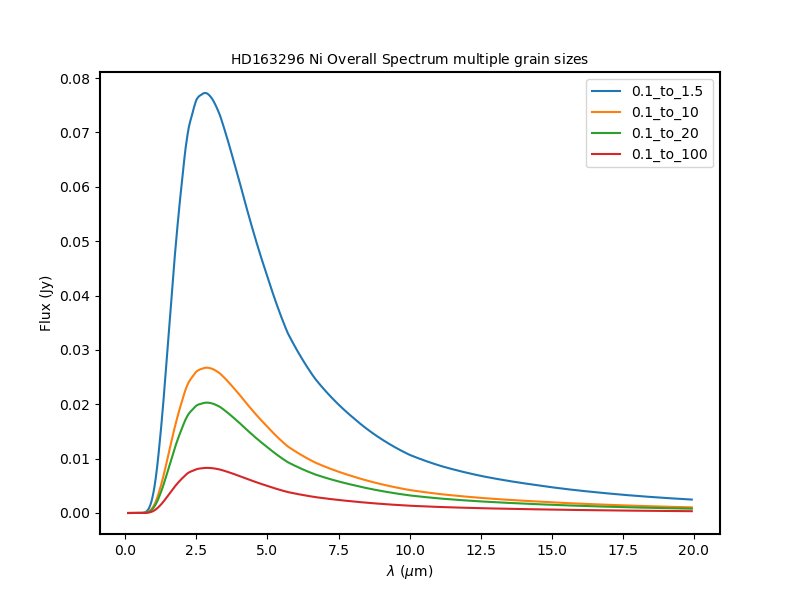 HD163296 Ni Overall Spectrum multiple grain sizes
0.1_to_1.5
0.1_to_10
0.1_to_20
0.1_to_100
Flux (Jy)
0.08
0.07
0.06
0.05
0.04
0.03
0.02
0.01
0.00
0.0 2.5 5.0 7.5 10.0 12.5 15.0 17.5 20.0
λ (μm)